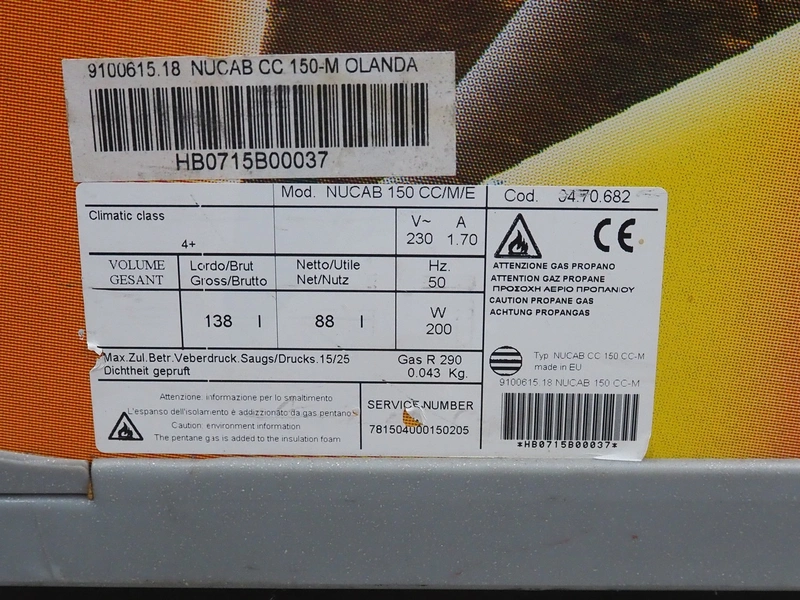 9100615.18 NUCAB CC 150-M OLANDA
HB0715B00037
Mod. NUCAB 150 CC/M/E
Cod. 04.70.682
Climatic class
4+
V~ A
230 1.70
VOLUME
GESANT
Lordo/Brut
Gross/Brutto
Netto/Utile
Net/Nutz
Hz.
50
138 l
88 l
W
200
Max.Zul.Betr.Veberdruck.Saugs/Drucks.15/25
Dichtheit gepruft
Gas R 290
0.043 Kg.
Attenzione: informazione per lo smaltimento
L'espanso dell'isolamento è addizzionato da gas pentano
Caution: environment information
The pentane gas is added to the insulation foam
SERVICE NUMBER
781504000150205
CE
ATTENZIONE GAS PROPANO
ATTENTION GAZ PROPANE
ΠΡΟΣΟΧΗ ΑΕΡΙΟ ΠΡΟΠΑΝΙΟΥ
CAUTION PROPANE GAS
ACHTUNG PROPANGAS
Typ. NUCAB CC 150 CC-M
made in EU
9100615.18 NUCAB 150 CC-M
*HB0715B00037*